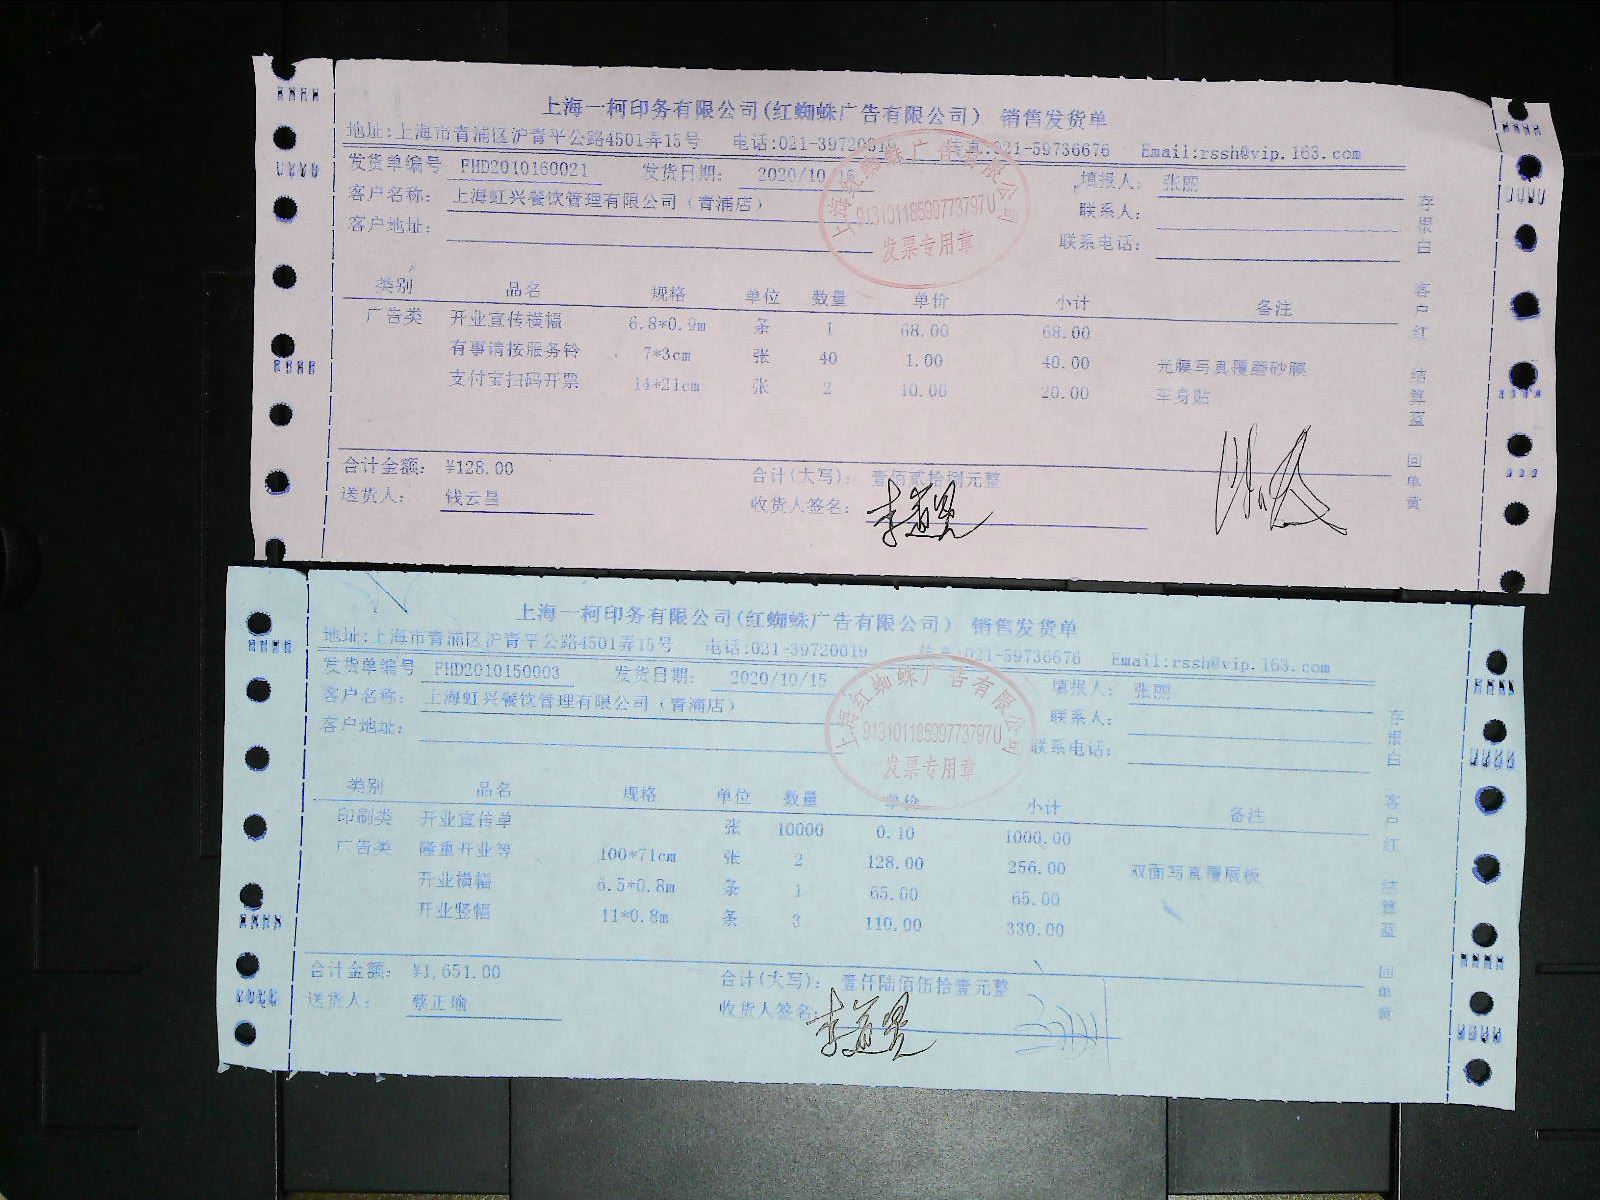 上海一柯印务有限公司(红蜘蛛广告有限公司) 销售发货单
地址:上海市青浦区沪青平公路4501弄15号 电话:021-39720019 传真:021-59736676 Email:rssh@vip.163.com
发货单编号 FHD2010160021 发货日期: 2020/10/16 填报人: 张熙
客户名称: 上海虹兴餐饮管理有限公司(青浦店) 联系人:
客户地址: 联系电话:
上海红蜘蛛广告有限公司
91310118599773797U
发票专用章
类别 品名 规格 单位 数量 单价 小计 备注
广告类 开业宣传横幅 6.8*0.9m 条 1 68.00 68.00
有事请按服务铃 7*3cm 张 40 1.00 40.00 光膜写真覆磨砂膜
支付宝扫码开票 14*21cm 张 2 10.00 20.00 车身贴
合计金额: ¥128.00 合计(大写): 壹佰贰拾捌元整
送货人: 钱云昌 收货人签名:
存根白 客户红 结算蓝 回单黄
上海一柯印务有限公司(红蜘蛛广告有限公司) 销售发货单
地址:上海市青浦区沪青平公路4501弄15号 电话:021-39720019 传真:021-59736676 Email:rssh@vip.163.com
发货单编号 FHD2010150003 发货日期: 2020/10/15 填报人: 张熙
客户名称: 上海虹兴餐饮管理有限公司(青浦店) 联系人:
客户地址: 联系电话:
上海红蜘蛛广告有限公司
91310118599773797U
发票专用章
类别 品名 规格 单位 数量 单价 小计 备注
印刷类 开业宣传单 张 10000 0.10 1000.00
广告类 隆重开业等 100*71cm 张 2 128.00 256.00 双面写真覆展板
开业横幅 6.5*0.8m 条 1 65.00 65.00
开业竖幅 11*0.8m 条 3 110.00 330.00
合计金额: ¥1,651.00 合计(大写): 壹仟陆佰伍拾壹元整
送货人: 蔡正瑜 收货人签名:
存根白 客户红 结算蓝 回单黄